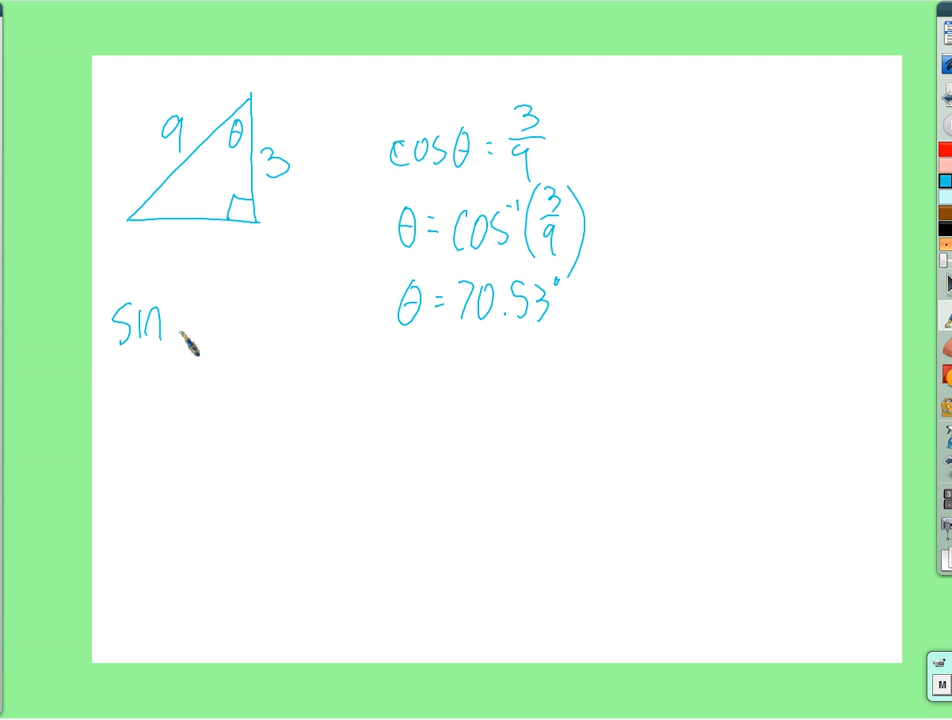 9
θ
3
sin
cosθ = 3/9
θ = cos⁻¹(3/9)
θ = 70.53°
M